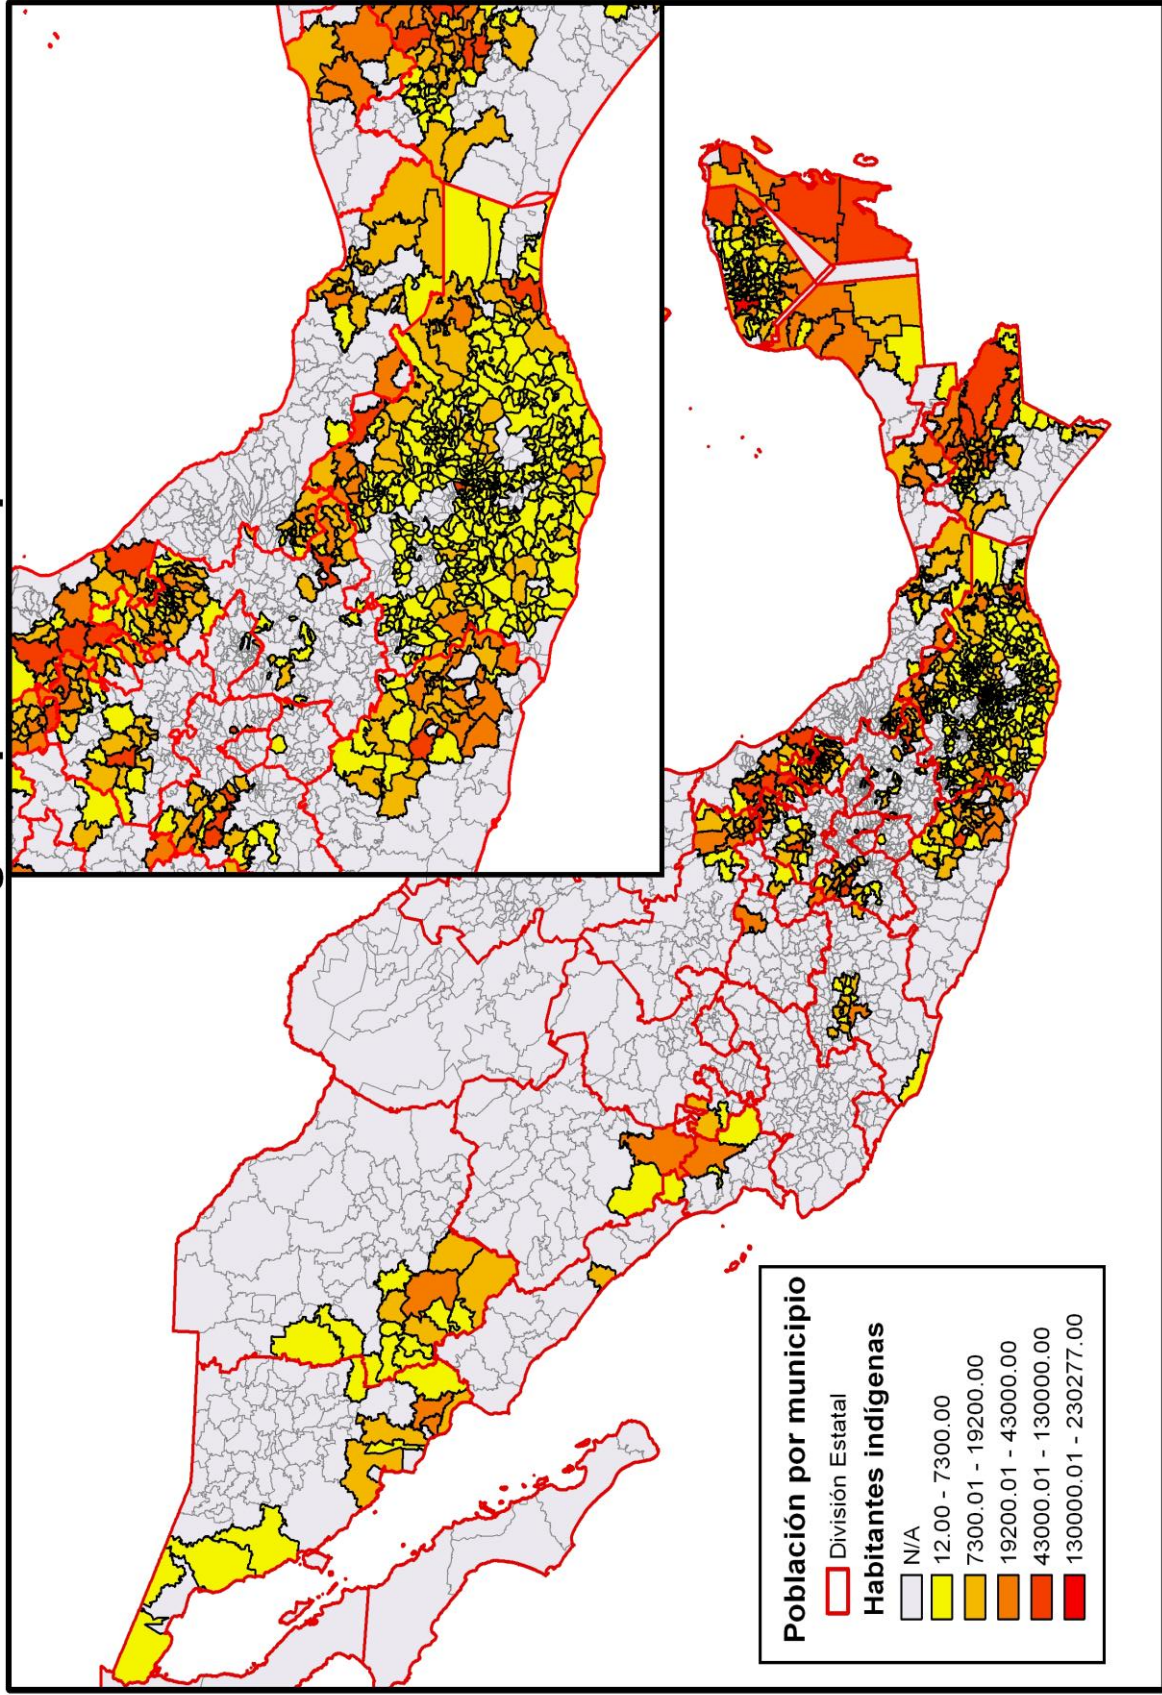 Población por municipio
División Estatal
Habitantes indígenas
N/A
12.00 - 7300.00
7300.01 - 19200.00
19200.01 - 43000.00
43000.01 - 130000.00
130000.01 - 230277.00